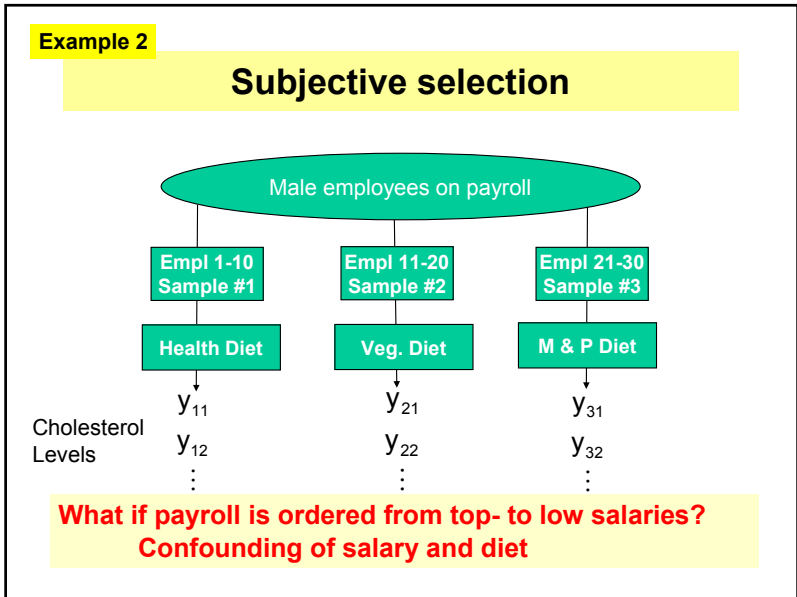 Example 2
Subjective selection
Male employees on payroll
Empl 1-10
Sample #1
Empl 11-20
Sample #2
Empl 21-30
Sample #3
Health Diet
Veg. Diet
M & P Diet
Cholesterol
Levels
y11
y21
y31
y12
y22
y32
⋮
⋮
⋮
What if payroll is ordered from top- to low salaries?
Confounding of salary and diet